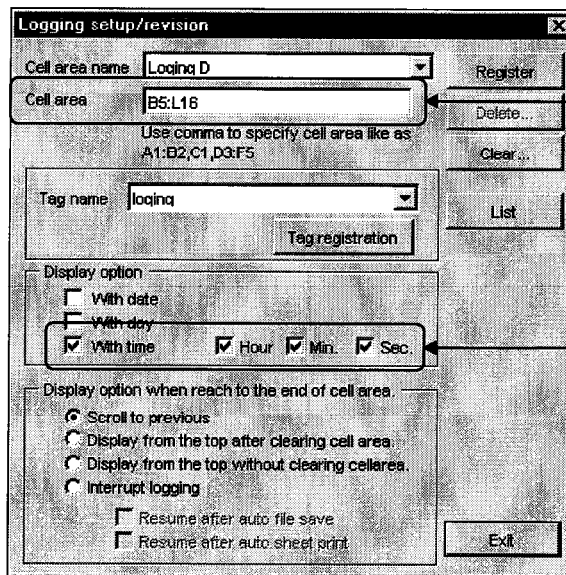 Logging setup/revision
Cell area name Loging D Register
Cell area B5:L16
Delete...
Use comma to specify cell area like as
A1:B2,C1,D3:F5
Clear...
Tag name loging
List
Tag registration
Display option
With date
With day
With time Hour Min. Sec.
Display option when reach to the end of cell area.
Scroll to previous
Display from the top after clearing cell area.
Display from the top without clearing cellarea.
Interrupt logging
Resume after auto file save
Resume after auto sheet print
Exit